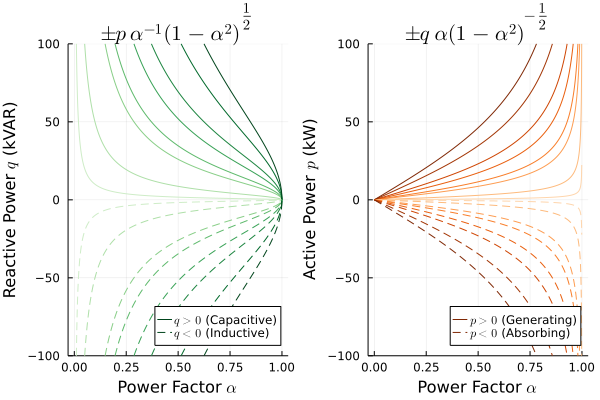 ±p α⁻¹(1 − α²)^½
Reactive Power q (kVAR)
100
50
0
−50
−100
q > 0 (Capacitive)
q < 0 (Inductive)
0.00 0.25 0.50 0.75 1.00
Power Factor α
±q α(1 − α²)^−½
Active Power p (kW)
100
50
0
−50
−100
p > 0 (Generating)
p < 0 (Absorbing)
0.00 0.25 0.50 0.75 1.00
Power Factor α